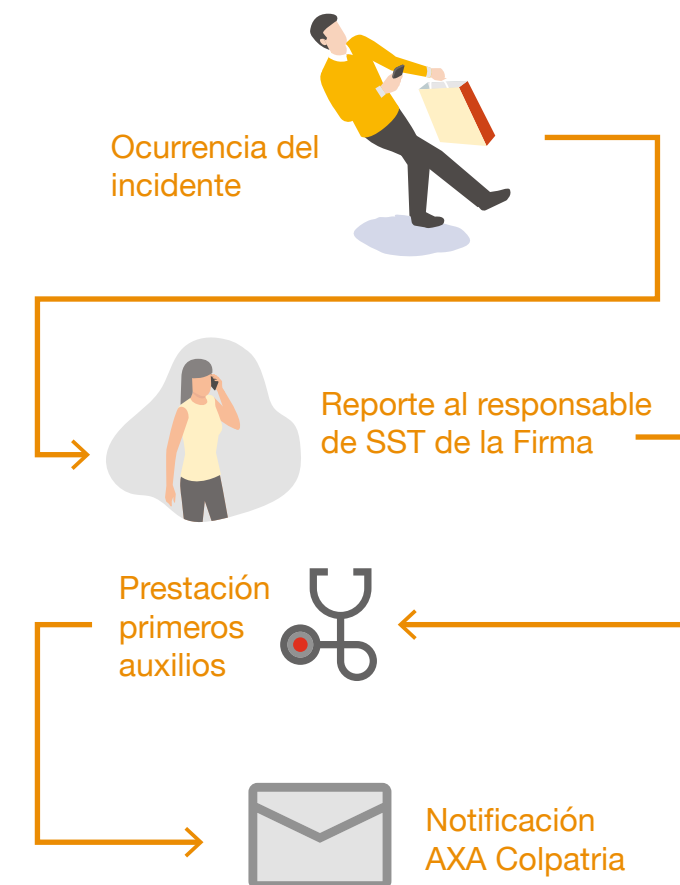 Ocurrencia del
incidente
Reporte al responsable
de SST de la Firma
Prestación
primeros
auxilios
Notificación
AXA Colpatria